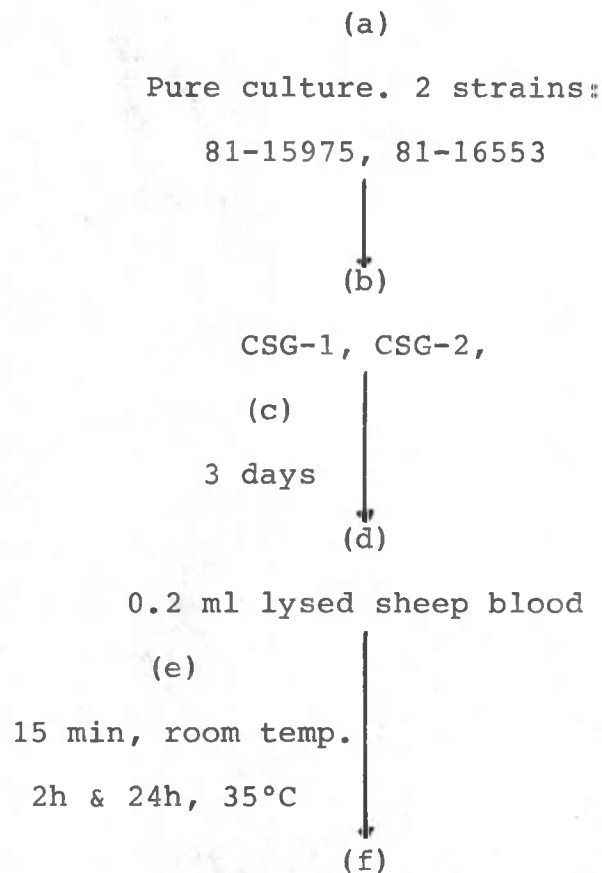 (a)
Pure culture. 2 strains:
81-15975, 81-16553
(b)
CSG-1, CSG-2,
(c)
3 days
(d)
0.2 ml lysed sheep blood
(e)
15 min, room temp.
2h & 24h, 35°C
(f)